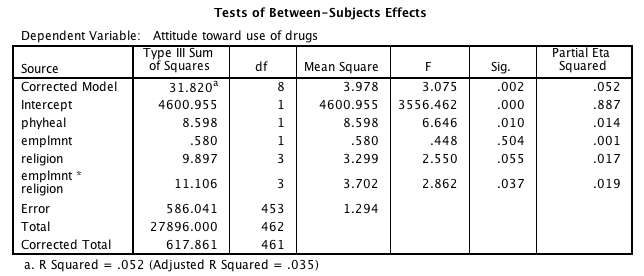 Tests of Between-Subjects Effects
Dependent Variable: Attitude toward use of drugs
Source Type III Sum of Squares df Mean Square F Sig. Partial Eta Squared
Corrected Model 31.820a 8 3.978 3.075 .002 .052
Intercept 4600.955 1 4600.955 3556.462 .000 .887
phyheal 8.598 1 8.598 6.646 .010 .014
emplmnt .580 1 .580 .448 .504 .001
religion 9.897 3 3.299 2.550 .055 .017
emplmnt * religion 11.106 3 3.702 2.862 .037 .019
Error 586.041 453 1.294
Total 27896.000 462
Corrected Total 617.861 461
a. R Squared = .052 (Adjusted R Squared = .035)